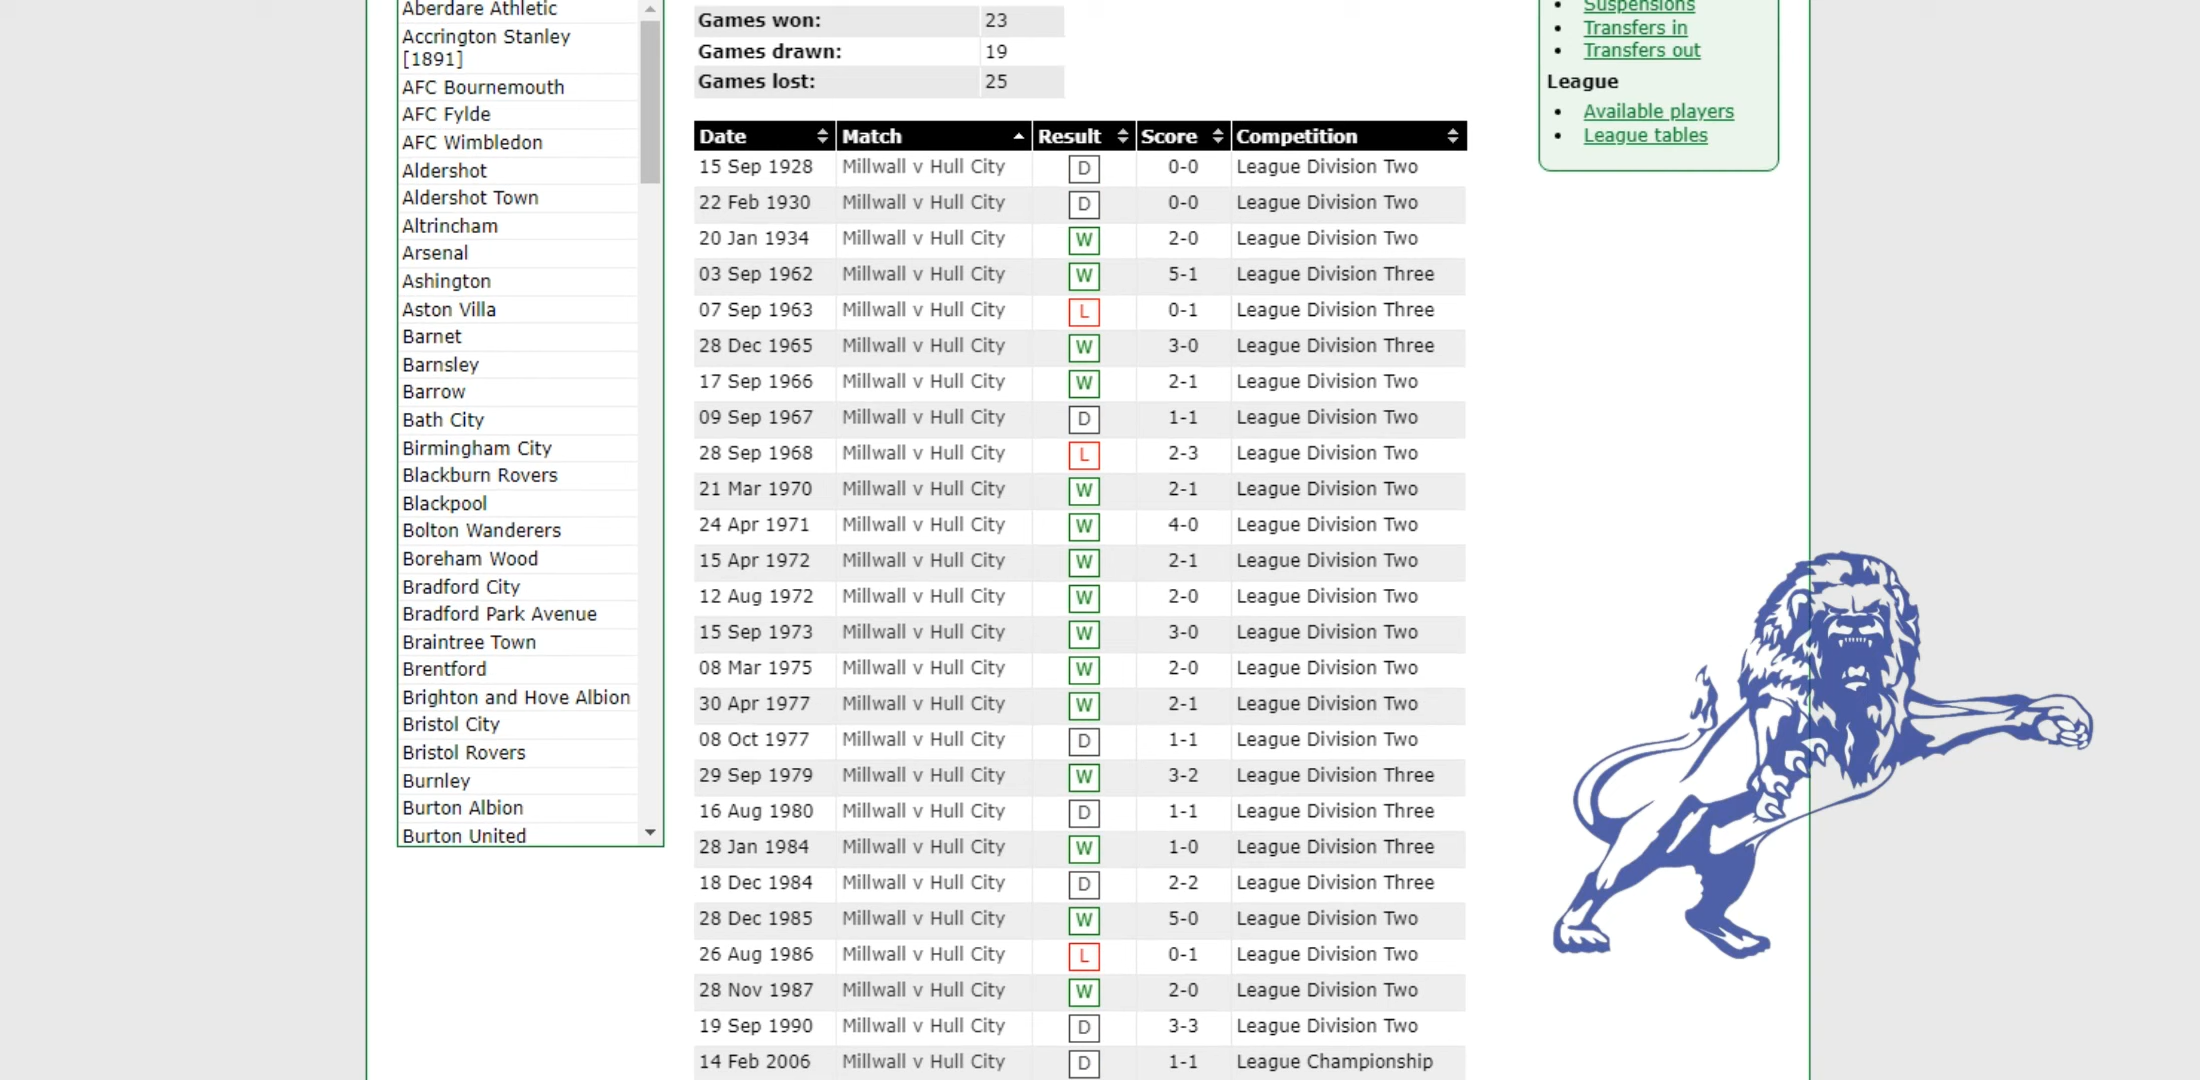 Aberdare Athletic
Accrington Stanley
[1891]
AFC Bournemouth
AFC Fylde
AFC Wimbledon
Aldershot
Aldershot Town
Altrincham
Arsenal
Ashington
Aston Villa
Barnet
Barnsley
Barrow
Bath City
Birmingham City
Blackburn Rovers
Blackpool
Bolton Wanderers
Boreham Wood
Bradford City
Bradford Park Avenue
Braintree Town
Brentford
Brighton and Hove Albion
Bristol City
Bristol Rovers
Burnley
Burton Albion
Burton United
Games won: 23
Games drawn: 19
Games lost: 25
Date Match Result Score Competition
15 Sep 1928 Millwall v Hull City D 0-0 League Division Two
22 Feb 1930 Millwall v Hull City D 0-0 League Division Two
20 Jan 1934 Millwall v Hull City W 2-0 League Division Two
03 Sep 1962 Millwall v Hull City W 5-1 League Division Three
07 Sep 1963 Millwall v Hull City L 0-1 League Division Three
28 Dec 1965 Millwall v Hull City W 3-0 League Division Three
17 Sep 1966 Millwall v Hull City W 2-1 League Division Two
09 Sep 1967 Millwall v Hull City D 1-1 League Division Two
28 Sep 1968 Millwall v Hull City L 2-3 League Division Two
21 Mar 1970 Millwall v Hull City W 2-1 League Division Two
24 Apr 1971 Millwall v Hull City W 4-0 League Division Two
15 Apr 1972 Millwall v Hull City W 2-1 League Division Two
12 Aug 1972 Millwall v Hull City W 2-0 League Division Two
15 Sep 1973 Millwall v Hull City W 3-0 League Division Two
08 Mar 1975 Millwall v Hull City W 2-0 League Division Two
30 Apr 1977 Millwall v Hull City W 2-1 League Division Two
08 Oct 1977 Millwall v Hull City D 1-1 League Division Two
29 Sep 1979 Millwall v Hull City W 3-2 League Division Three
16 Aug 1980 Millwall v Hull City D 1-1 League Division Three
28 Jan 1984 Millwall v Hull City W 1-0 League Division Three
18 Dec 1984 Millwall v Hull City D 2-2 League Division Three
28 Dec 1985 Millwall v Hull City W 5-0 League Division Two
26 Aug 1986 Millwall v Hull City L 0-1 League Division Two
28 Nov 1987 Millwall v Hull City W 2-0 League Division Two
19 Sep 1990 Millwall v Hull City D 3-3 League Division Two
14 Feb 2006 Millwall v Hull City D 1-1 League Championship
Suspensions
Transfers in
Transfers out
League
Available players
League tables